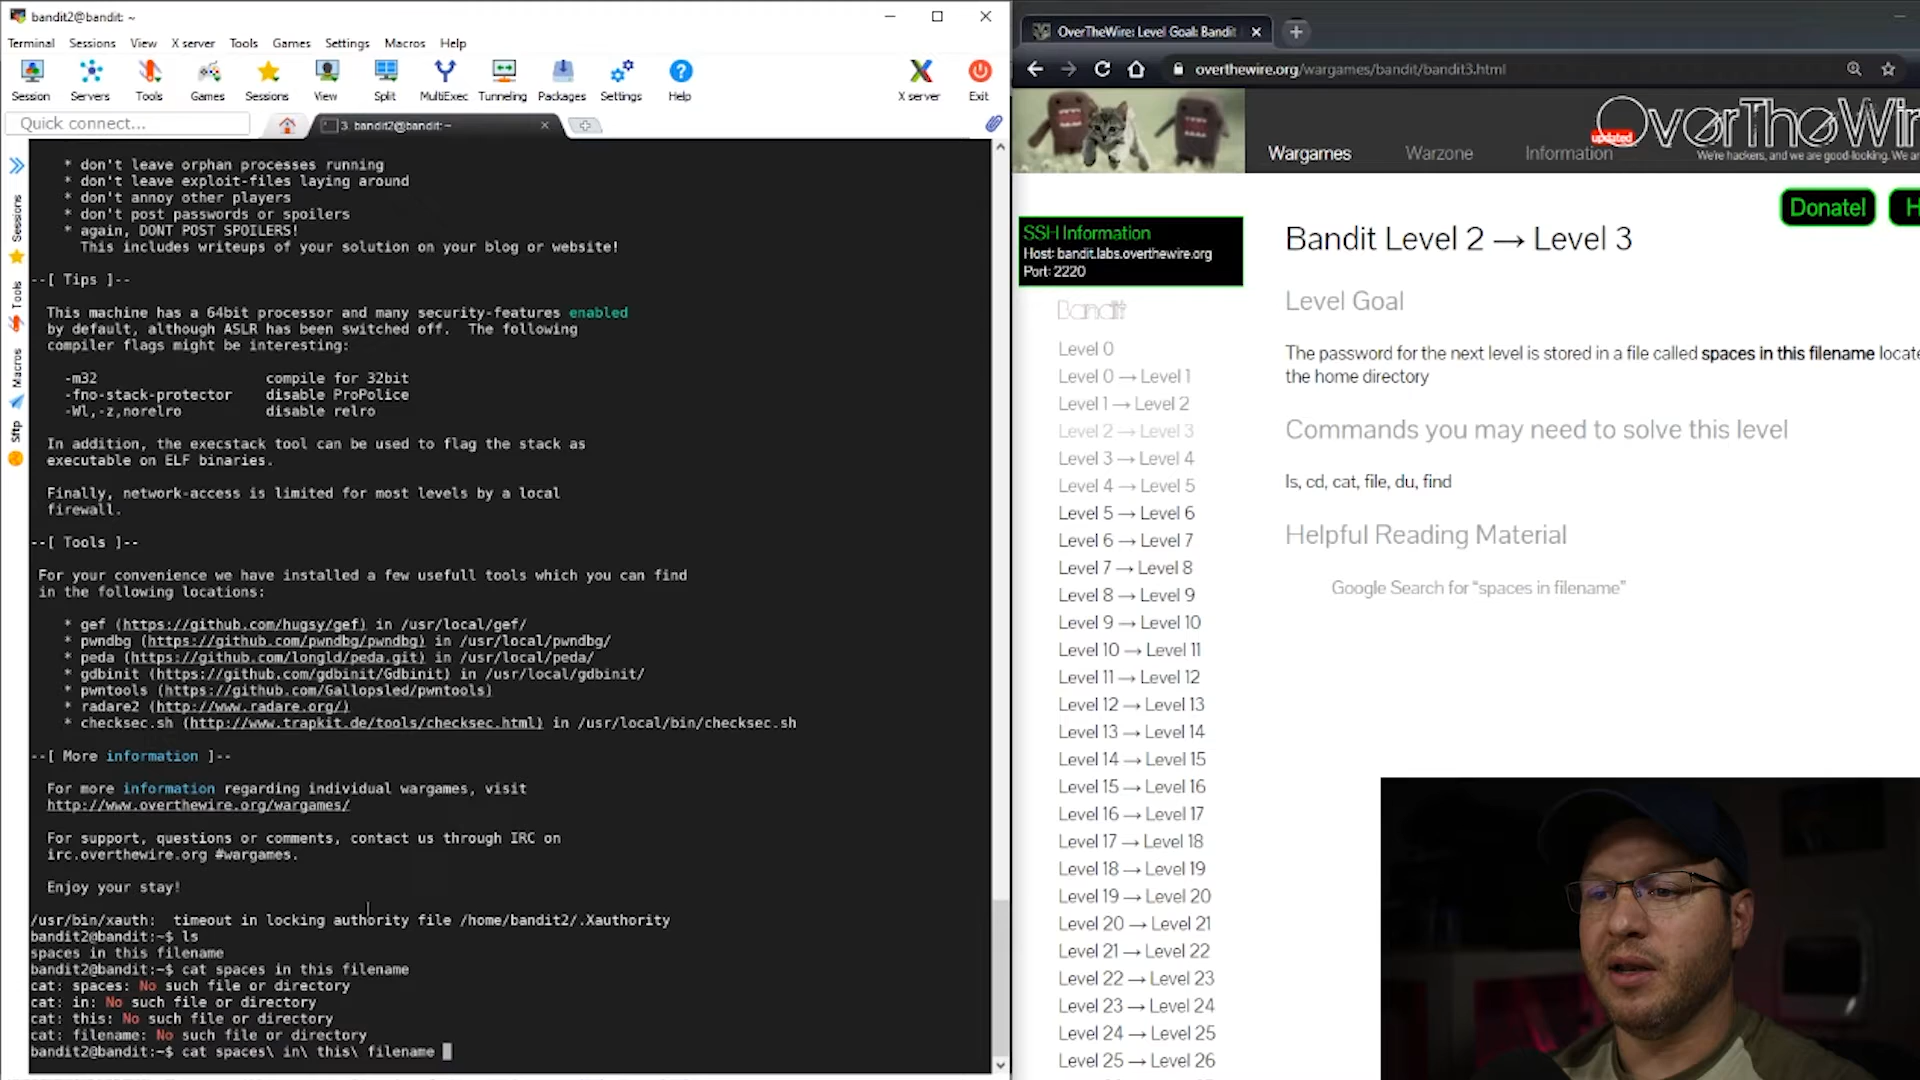 bandit2@bandit: ~
Terminal Sessions View X server Tools Games Settings Macros Help
Session Servers Tools Games Sessions View Split MultiExec Tunneling Packages Settings Help X server Exit
Quick connect...
3. bandit2@bandit:~
Sessions
Tools
Macros
Sftp
* don't leave orphan processes running
* don't leave exploit-files laying around
* don't annoy other players
* don't post passwords or spoilers
* again, DONT POST SPOILERS!
This includes writeups of your solution on your blog or website!
--[ Tips ]--
This machine has a 64bit processor and many security-features enabled
by default, although ASLR has been switched off. The following
compiler flags might be interesting:
-m32 compile for 32bit
-fno-stack-protector disable ProPolice
-Wl,-z,norelro disable relro
In addition, the execstack tool can be used to flag the stack as
executable on ELF binaries.
Finally, network-access is limited for most levels by a local
firewall.
--[ Tools ]--
For your convenience we have installed a few usefull tools which you can find
in the following locations:
* gef (https://github.com/hugsy/gef) in /usr/local/gef/
* pwndbg (https://github.com/pwndbg/pwndbg) in /usr/local/pwndbg/
* peda (https://github.com/longld/peda.git) in /usr/local/peda/
* gdbinit (https://github.com/gdbinit/Gdbinit) in /usr/local/gdbinit/
* pwntools (https://github.com/Gallopsled/pwntools)
* radare2 (http://www.radare.org/)
* checksec.sh (http://www.trapkit.de/tools/checksec.html) in /usr/local/bin/checksec.sh
--[ More information ]--
For more information regarding individual wargames, visit
http://www.overthewire.org/wargames/
For support, questions or comments, contact us through IRC on
irc.overthewire.org #wargames.
Enjoy your stay!
/usr/bin/xauth: timeout in locking authority file /home/bandit2/.Xauthority
bandit2@bandit:~$ ls
spaces in this filename
bandit2@bandit:~$ cat spaces in this filename
cat: spaces: No such file or directory
cat: in: No such file or directory
cat: this: No such file or directory
cat: filename: No such file or directory
bandit2@bandit:~$ cat spaces\ in\ this\ filename
OverTheWire: Level Goal: Bandit
overthewire.org/wargames/bandit/bandit3.html
Wargames Warzone Information
updated
OverTheWir
We're hackers, and we are good-looking. We a
Donate! H
SSH Information
Host: bandit.labs.overthewire.org
Port: 2220
Bandit
Level 0
Level 0 → Level 1
Level 1 → Level 2
Level 2 → Level 3
Level 3 → Level 4
Level 4 → Level 5
Level 5 → Level 6
Level 6 → Level 7
Level 7 → Level 8
Level 8 → Level 9
Level 9 → Level 10
Level 10 → Level 11
Level 11 → Level 12
Level 12 → Level 13
Level 13 → Level 14
Level 14 → Level 15
Level 15 → Level 16
Level 16 → Level 17
Level 17 → Level 18
Level 18 → Level 19
Level 19 → Level 20
Level 20 → Level 21
Level 21 → Level 22
Level 22 → Level 23
Level 23 → Level 24
Level 24 → Level 25
Level 25 → Level 26
Bandit Level 2 → Level 3
Level Goal
The password for the next level is stored in a file called spaces in this filename locate
the home directory
Commands you may need to solve this level
ls, cd, cat, file, du, find
Helpful Reading Material
Google Search for “spaces in filename”